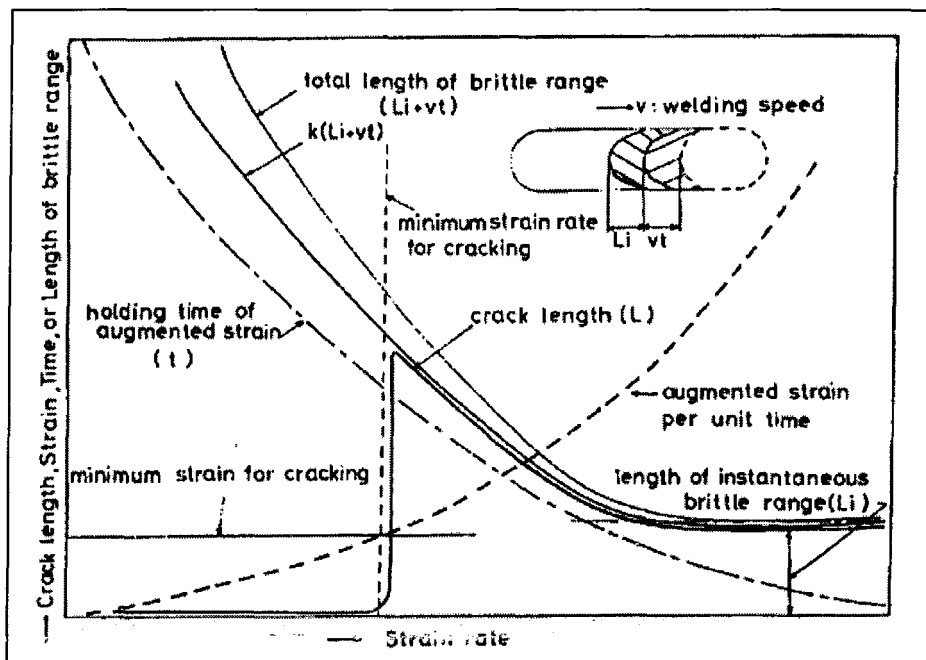 total length of brittle range
(Li+vt)
k(Li+vt)
v: welding speed
Li vt
minimum strain rate
for cracking
holding time of
augmented strain
(t)
crack length (L)
augmented strain
per unit time
minimum strain for cracking
length of instantaneous
brittle range(Li)
Crack length, Strain, Time, or Length of brittle range
Strain rate